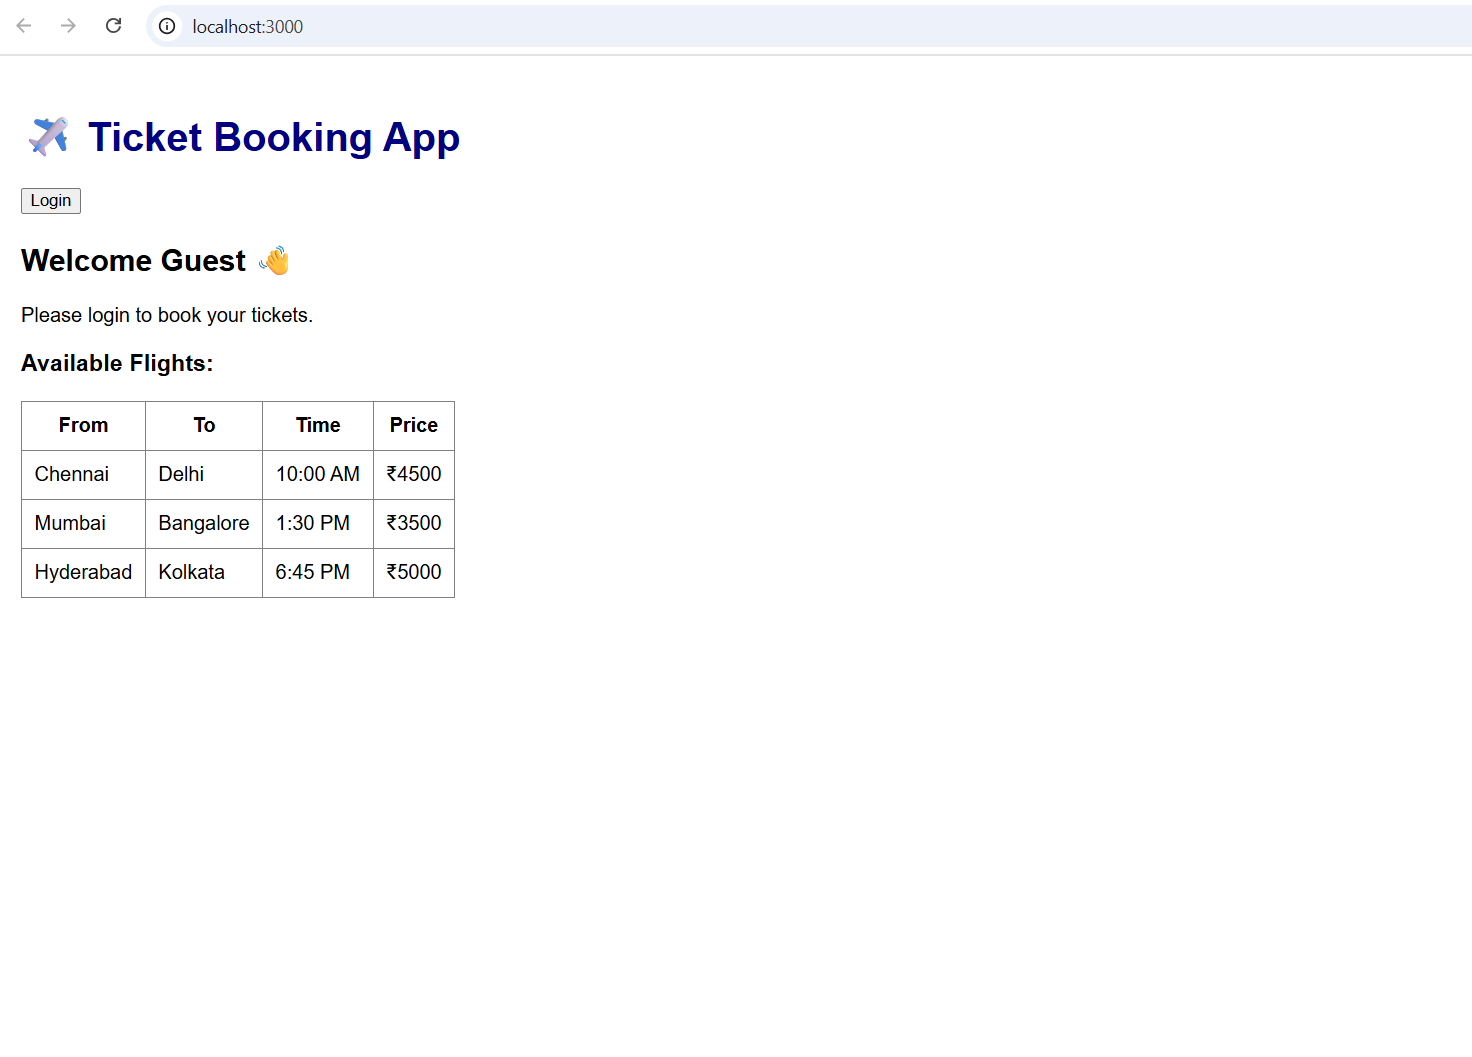 localhost:3000
✈️ Ticket Booking App
Login
Welcome Guest 👋
Please login to book your tickets.
Available Flights:
From To Time Price
Chennai Delhi 10:00 AM ₹4500
Mumbai Bangalore 1:30 PM ₹3500
Hyderabad Kolkata 6:45 PM ₹5000